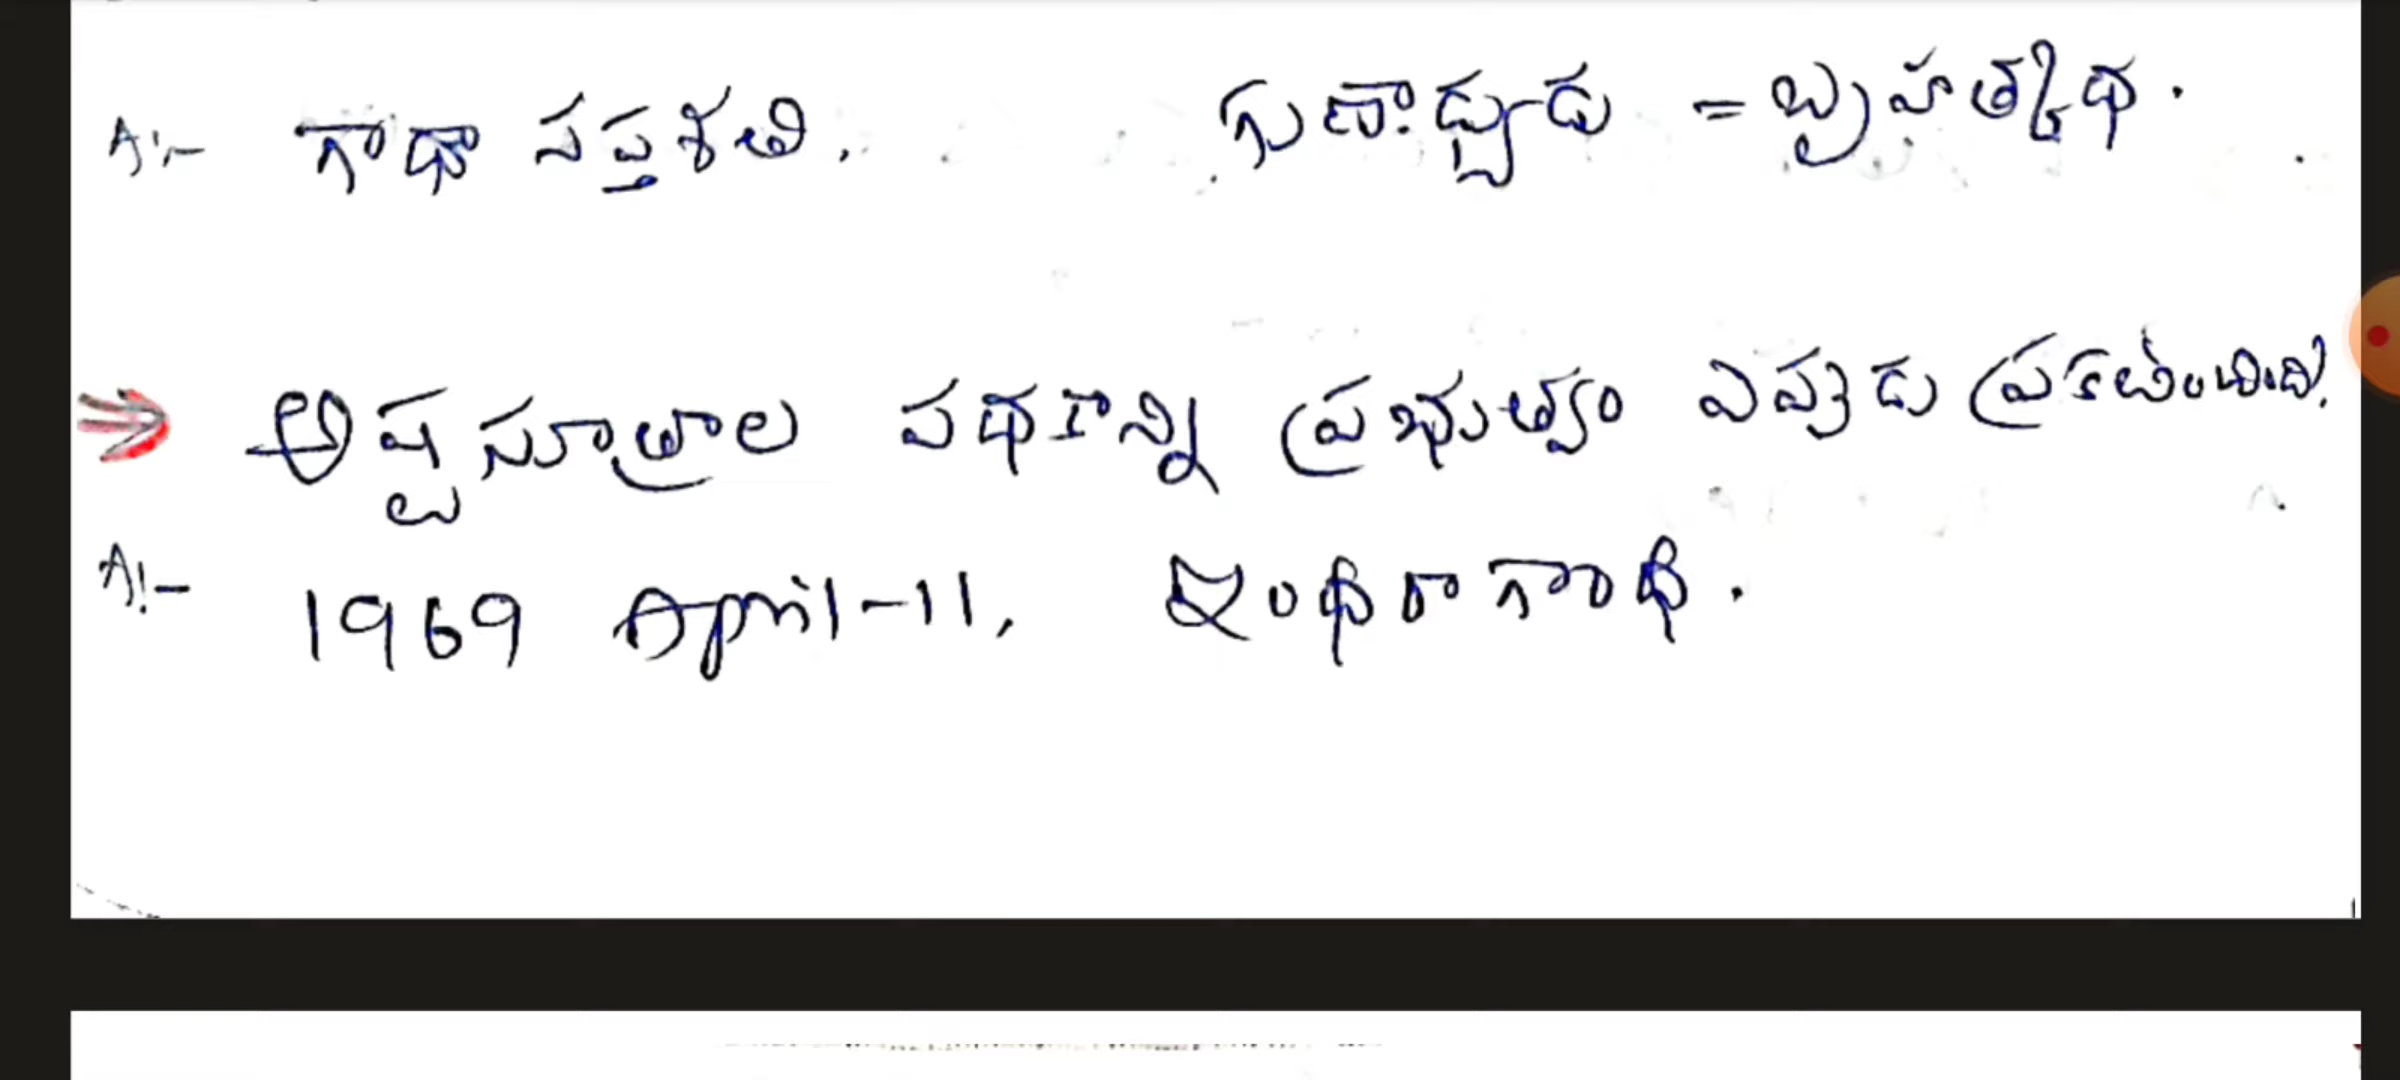 A:- గాథా సప్తశతి. గుణాఢ్యుడు = బృహత్కథ.
⇒ అష్టసూత్రాల పథకాన్ని ప్రభుత్వం ఎప్పుడు ప్రకటించింది?
A:- 1969 April-11, ఇంధిరాగాంధీ.